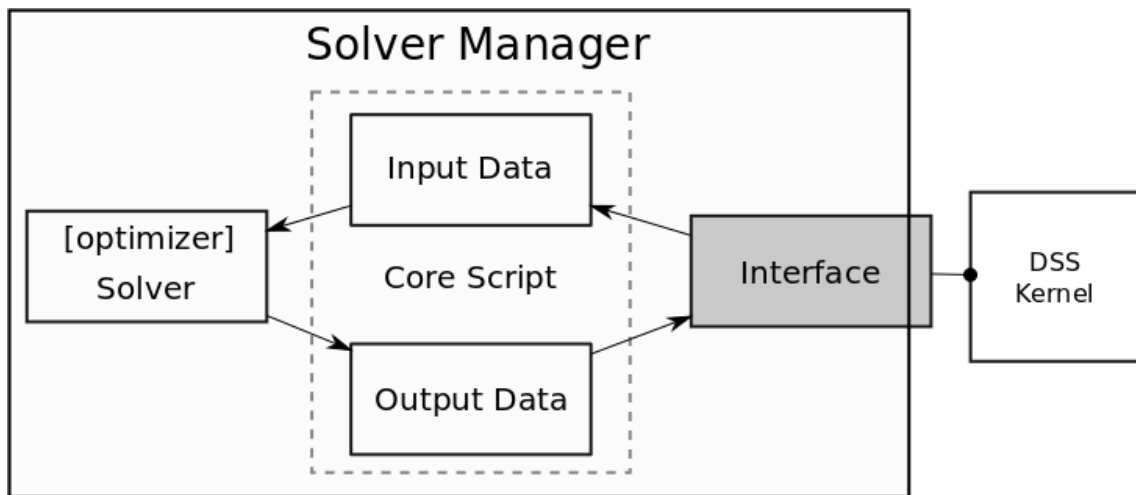 Solver Manager
Input Data
[optimizer]
Solver
Core Script
Interface
DSS
Kernel
Output Data